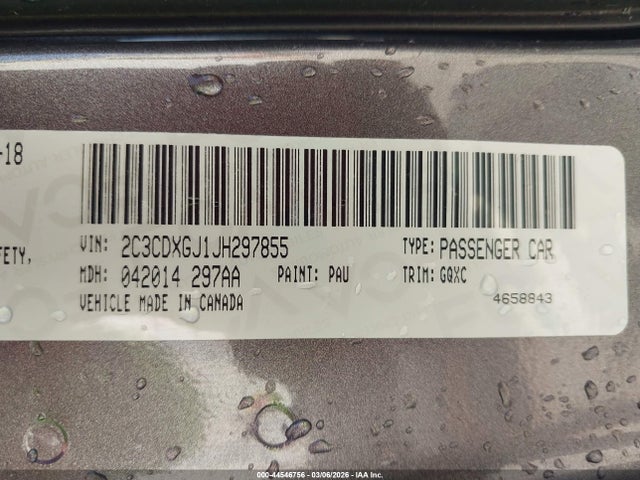 -18
FETY,
VIN: 2C3CDXGJ1JH297855 TYPE: PASSENGER CAR
MDH: 042014 297AA PAINT: PAU TRIM: GQXC
VEHICLE MADE IN CANADA 4658843
000-44546756 - 03/06/2026 - IAA Inc.